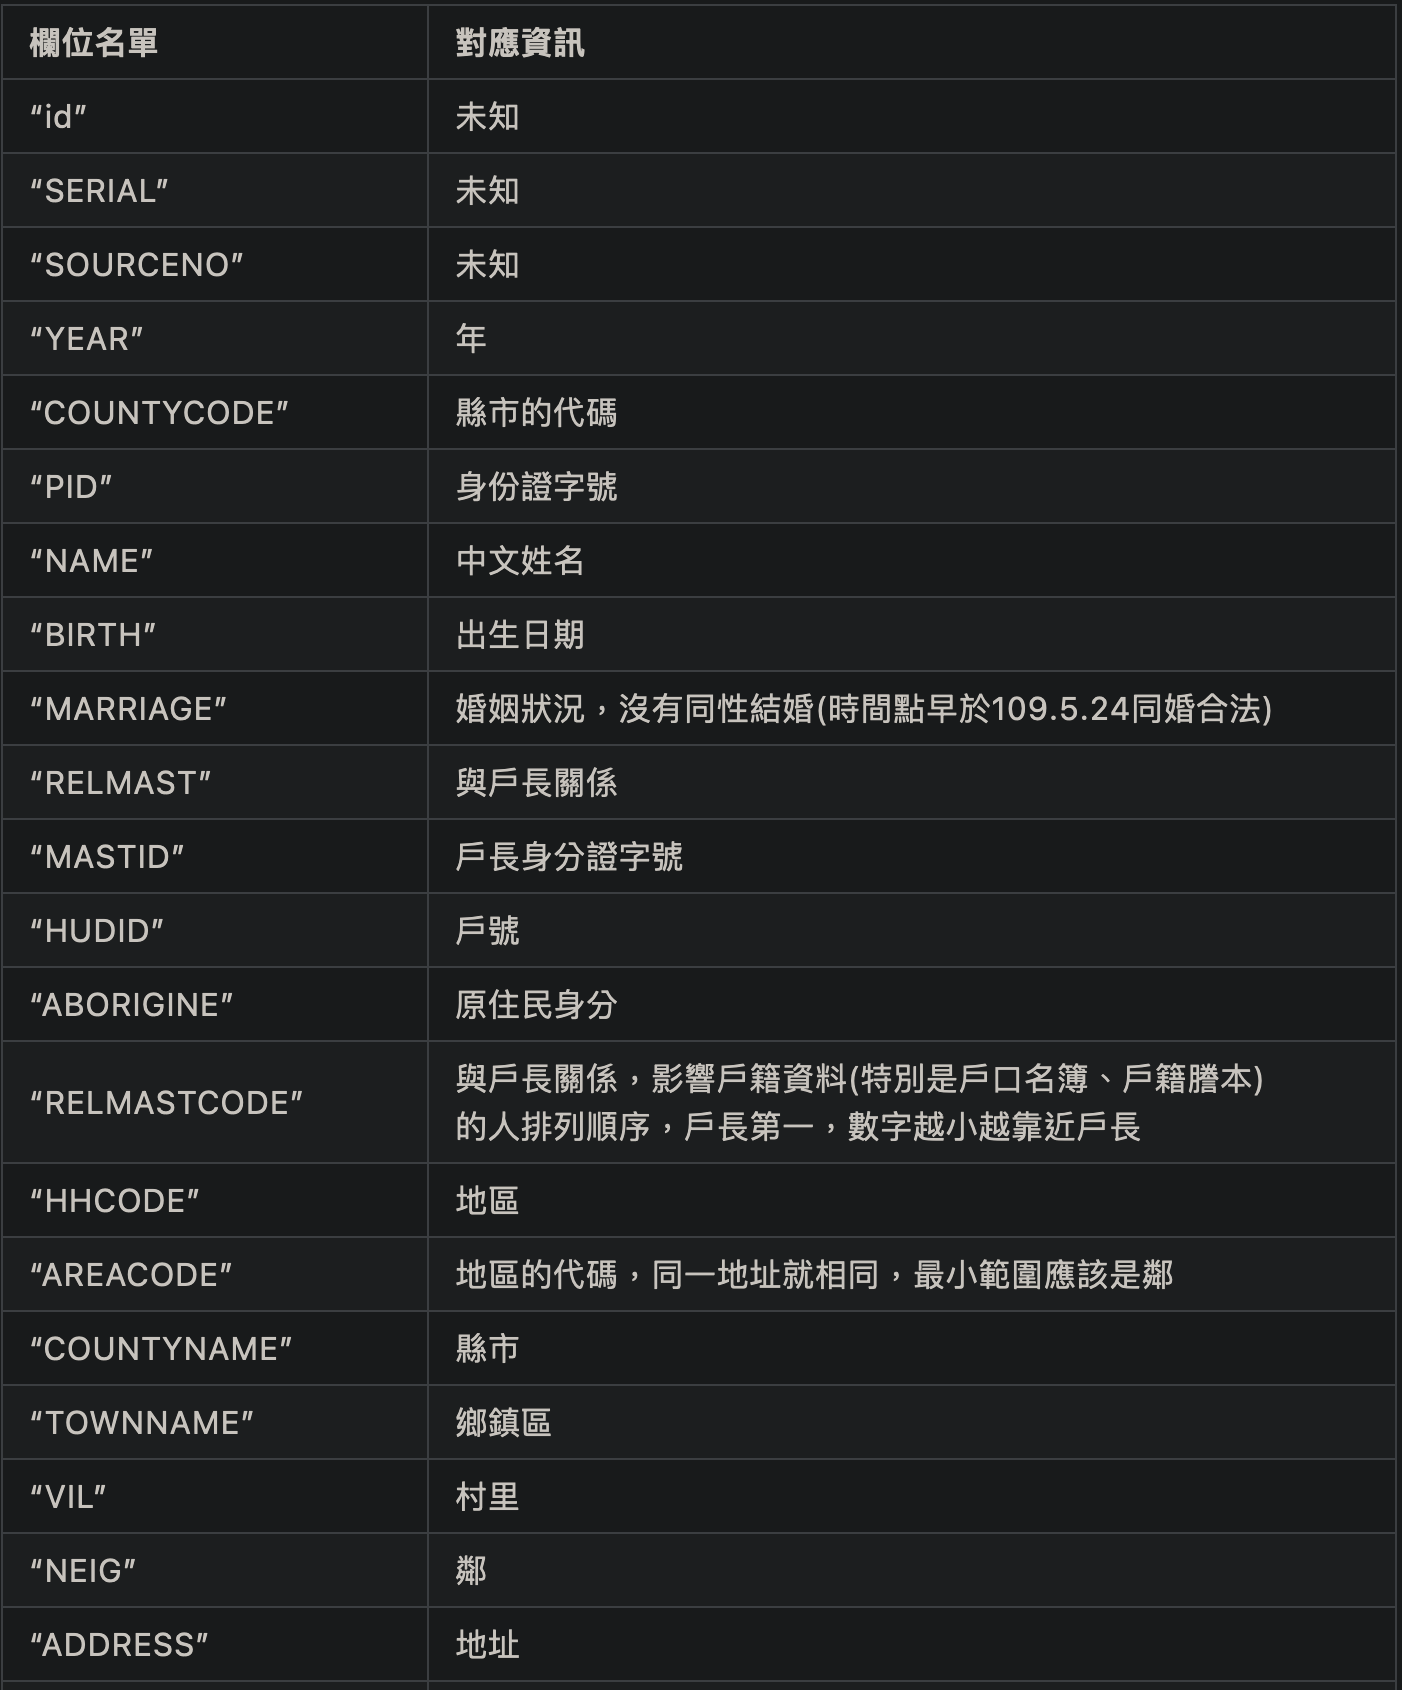 欄位名單 對應資訊
“id” 未知
“SERIAL” 未知
“SOURCENO” 未知
“YEAR” 年
“COUNTYCODE” 縣市的代碼
“PID” 身份證字號
“NAME” 中文姓名
“BIRTH” 出生日期
“MARRIAGE” 婚姻狀況，沒有同性結婚(時間點早於109.5.24同婚合法)
“RELMAST” 與戶長關係
“MASTID” 戶長身分證字號
“HUDID” 戶號
“ABORIGINE” 原住民身分
“RELMASTCODE” 與戶長關係，影響戶籍資料(特別是戶口名簿、戶籍謄本)
的人排列順序，戶長第一，數字越小越靠近戶長
“HHCODE” 地區
“AREACODE” 地區的代碼，同一地址就相同，最小範圍應該是鄰
“COUNTYNAME” 縣市
“TOWNNAME” 鄉鎮區
“VIL” 村里
“NEIG” 鄰
“ADDRESS” 地址